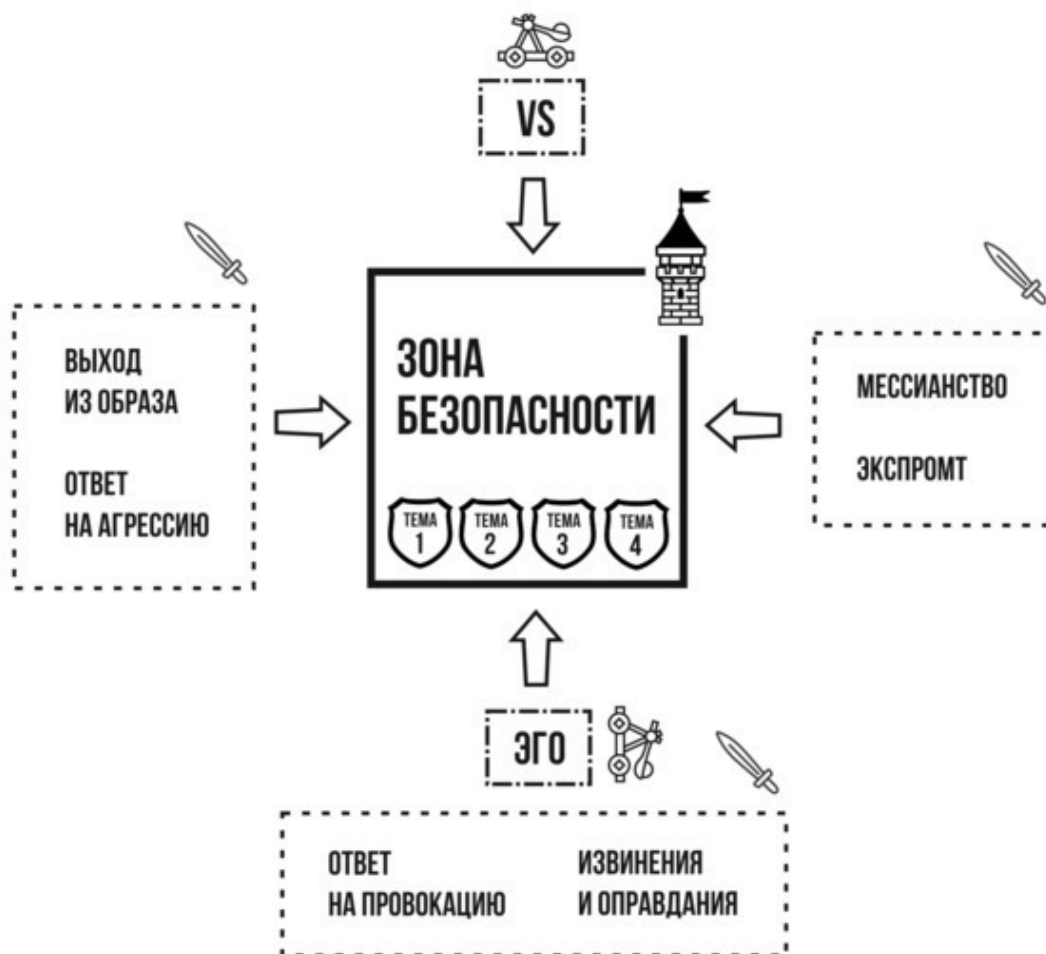 VS
ВЫХОД
ИЗ ОБРАЗА
ОТВЕТ
НА АГРЕССИЮ
ЗОНА
БЕЗОПАСНОСТИ
ТЕМА
1
ТЕМА
2
ТЕМА
3
ТЕМА
4
МЕССИАНСТВО
ЭКСПРОМТ
ЭГО
ОТВЕТ
НА ПРОВОКАЦИЮ
ИЗВИНЕНИЯ
И ОПРАВДАНИЯ